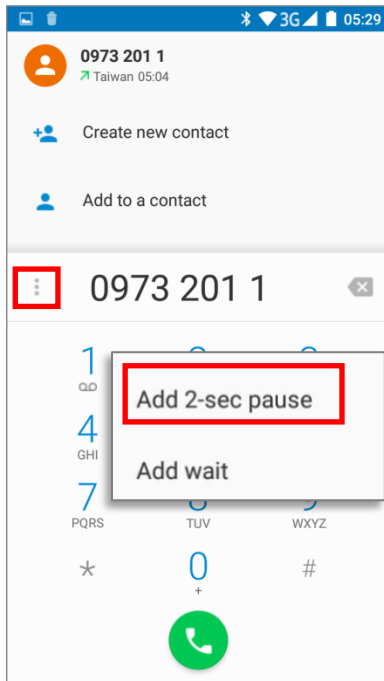 3G 05:29
0973 201 1
Taiwan 05:04
Create new contact
Add to a contact
0973 201 1
1
Add 2-sec pause
4
GHI
Add wait
7
PQRS TUV WXYZ
* 0 #
+